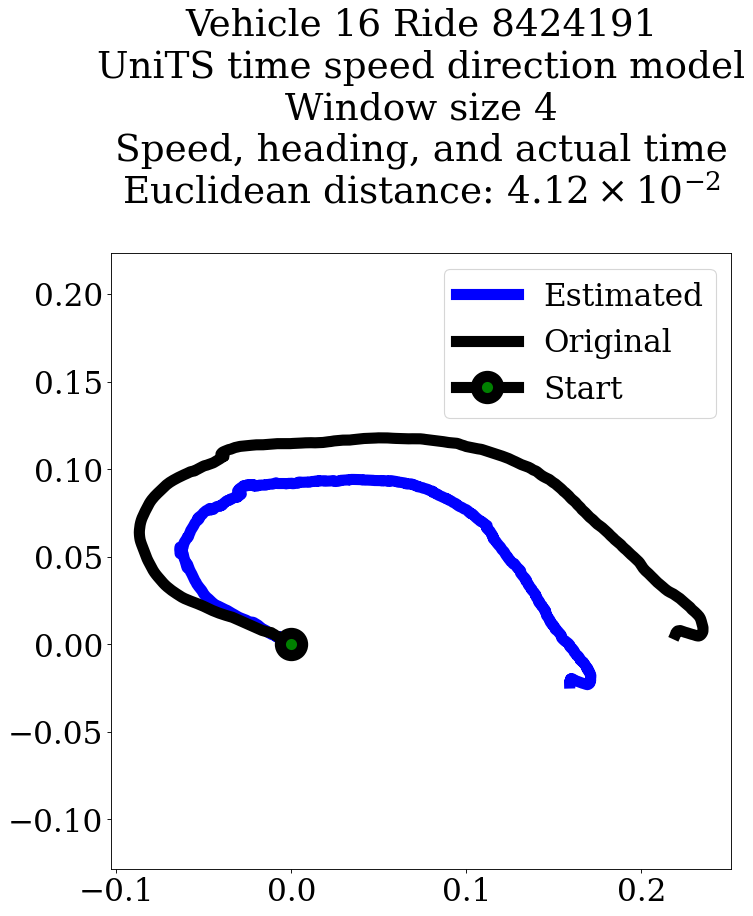 Vehicle 16 Ride 8424191
UniTS time speed direction model
Window size 4
Speed, heading, and actual time
Euclidean distance: 4.12 × 10⁻²
Estimated
Original
Start
0.20
0.15
0.10
0.05
0.00
−0.05
−0.10
−0.1 0.0 0.1 0.2